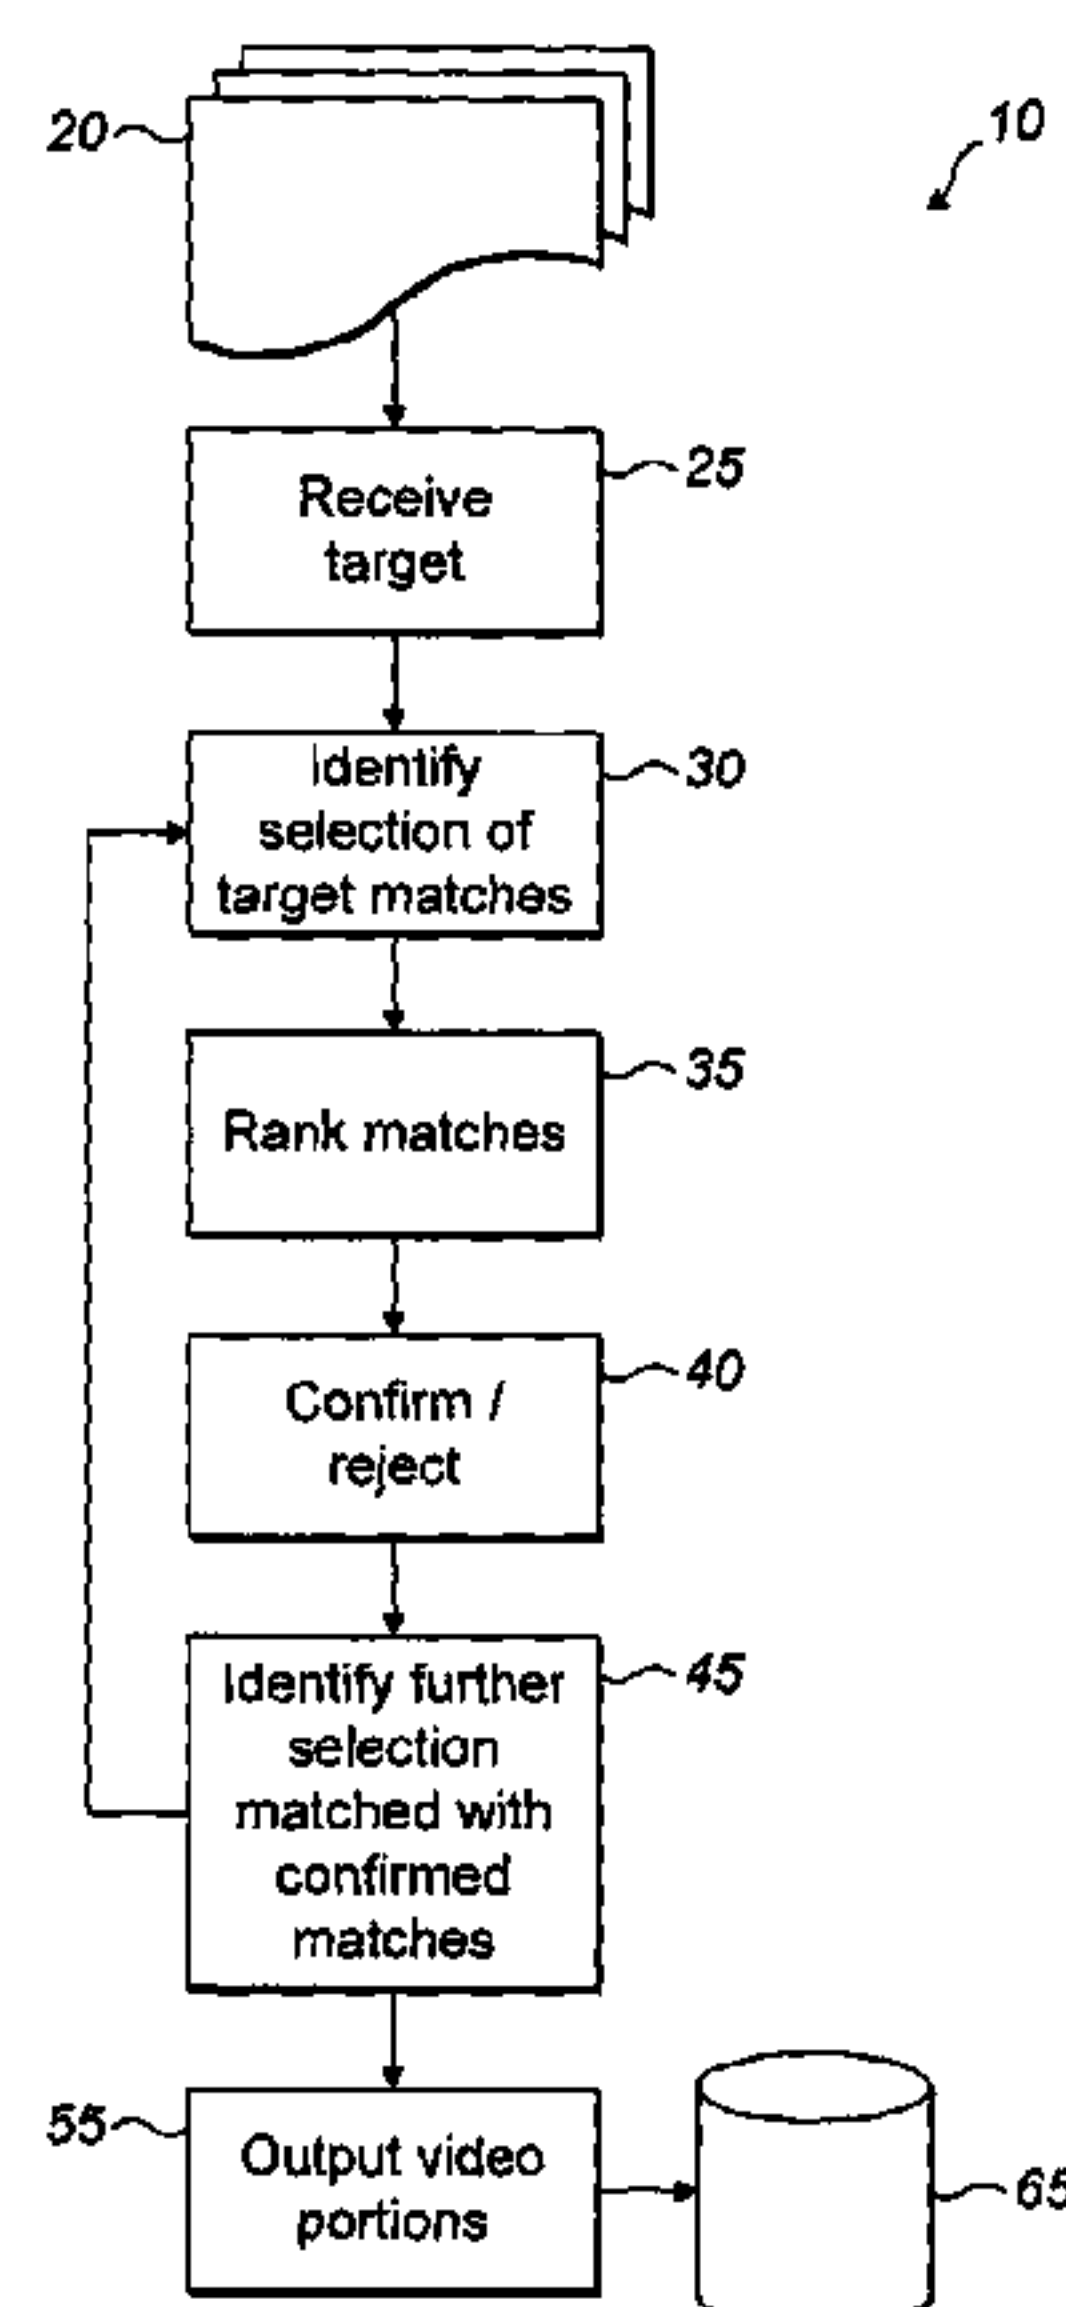 20
10
Receive
target
25
Identify
selection of
target matches
30
Rank matches
35
Confirm /
reject
40
Identify further
selection
matched with
confirmed
matches
45
55
Output video
portions
65